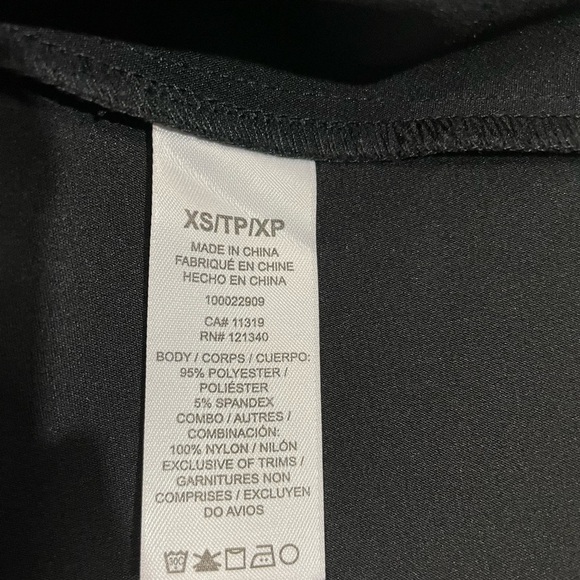 XS/TP/XP
MADE IN CHINA
FABRIQUÉ EN CHINE
HECHO EN CHINA
100022909
CA# 11319
RN# 121340
BODY / CORPS / CUERPO:
95% POLYESTER /
POLIÉSTER
5% SPANDEX
COMBO / AUTRES /
COMBINACIÓN:
100% NYLON / NILÓN
EXCLUSIVE OF TRIMS /
GARNITURES NON
COMPRISES / EXCLUYEN
DO AVIOS